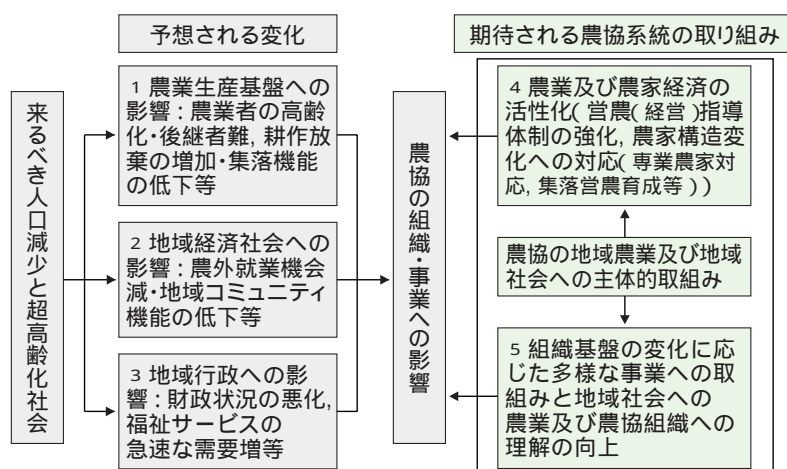 予想される変化
期待される農協系統の取り組み
来るべき人口減少と超高齢化社会
1 農業生産基盤への
影響：農業者の高齢
化・後継者難, 耕作放
棄の増加・集落機能
の低下等
2 地域経済社会への
影響：農外就業機会
減・地域コミュニティ
機能の低下等
3 地域行政への影
響：財政状況の悪化,
福祉サービスの
急速な需要増等
農協の組織・事業への影響
4 農業及び農家経済の
活性化(営農(経営)指導
体制の強化, 農家構造変
化への対応(専業農家対
応, 集落営農育成等))
農協の地域農業及び地域
社会への主体的取組み
5 組織基盤の変化に応
じた多様な事業への取
組みと地域社会への
農業及び農協組織への
理解の向上